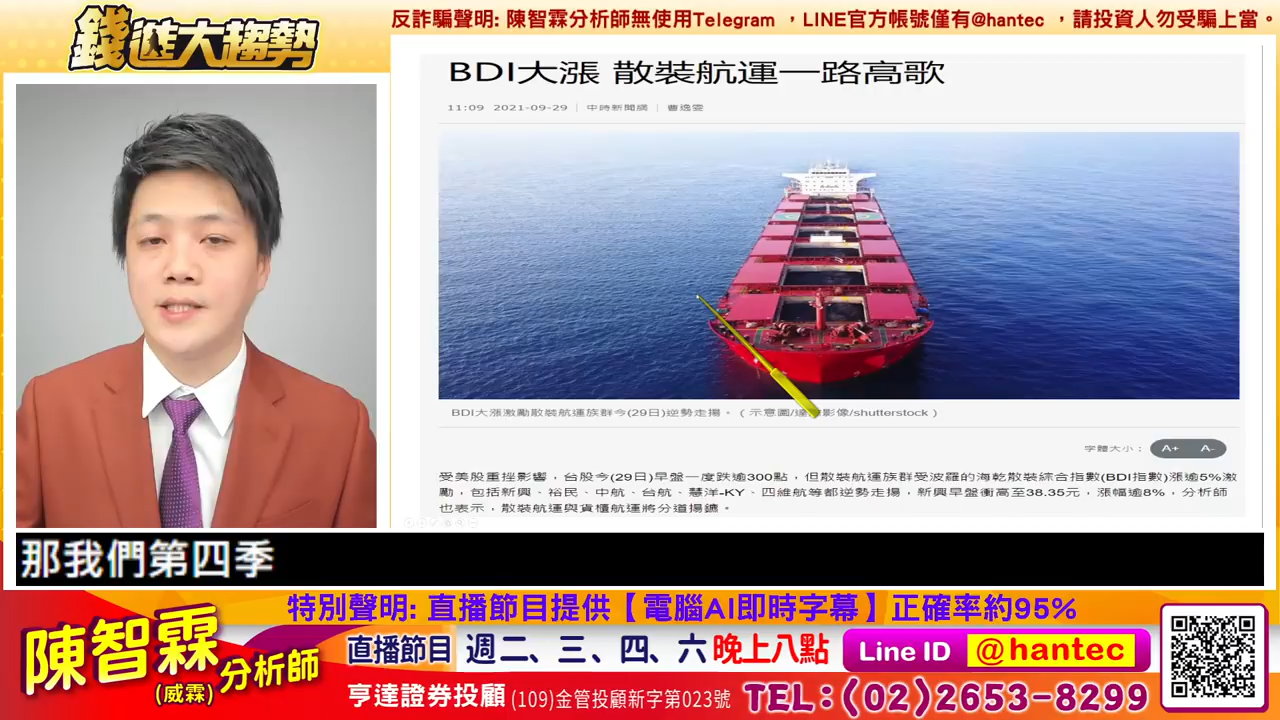 錢進大趨勢
反詐騙聲明: 陳智霖分析師無使用Telegram ，LINE官方帳號僅有@hantec ，請投資人勿受騙上當。
BDI大漲 散裝航運一路高歌
11:09 2021-09-29 | 中時新聞網 | 曹逸雯
BDI大漲激勵散裝航運族群今(29日)逆勢走揚。(示意圖/達志影像/shutterstock)
字體大小： A+ A-
受美股重挫影響，台股今(29日)早盤一度跌逾300點，但散裝航運族群受波羅的海乾散裝綜合指數(BDI指數)漲逾5%激
勵，包括新興、裕民、中航、台航、慧洋-KY、四維航等都逆勢走揚，新興早盤衝高至38.35元，漲幅逾8%，分析師
也表示，散裝航運與貨櫃航運將分道揚鑣。
那我們第四季
特別聲明: 直播節目提供【電腦AI即時字幕】正確率約95%
陳智霖分析師
(威霖)
直播節目 週二、三、四、六晚上八點
Line ID @hantec
亨達證券投顧 (109)金管投顧新字第023號 TEL:(02)2653-8299